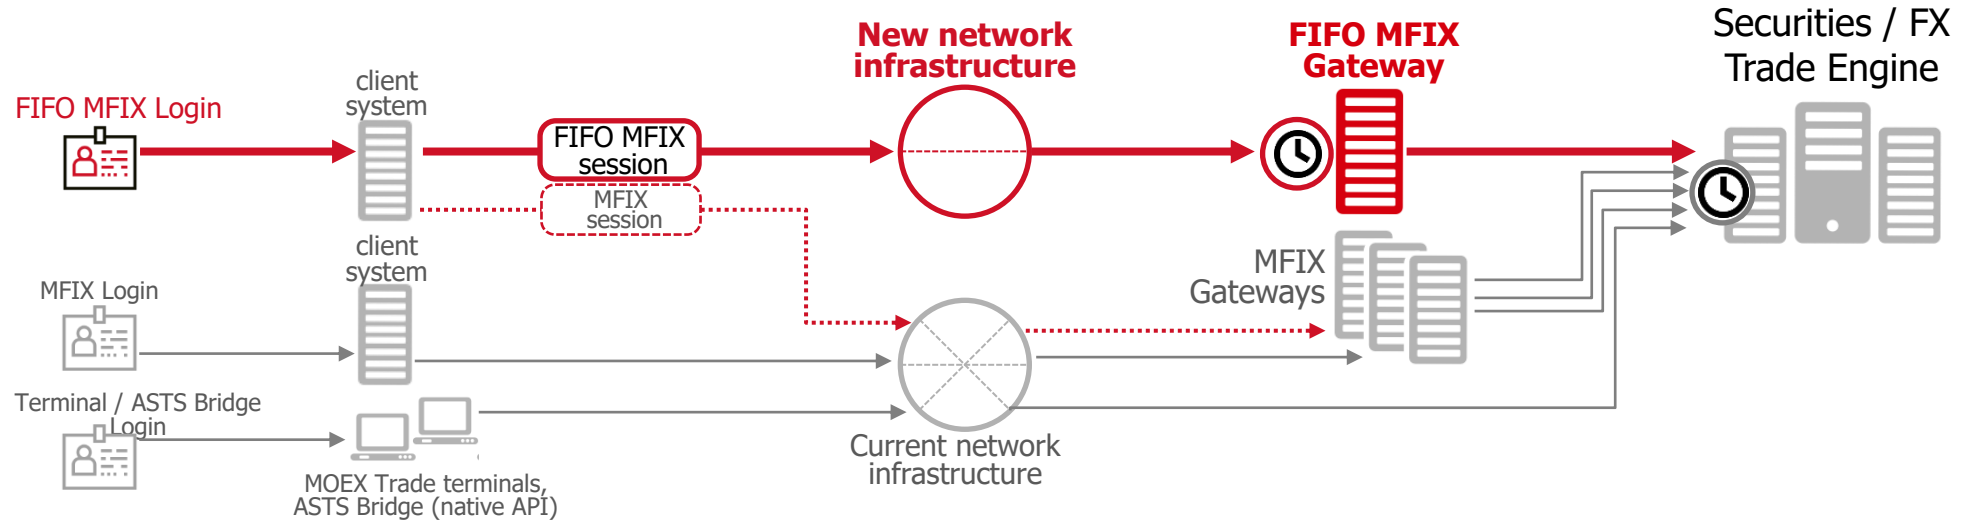 Securities / FX
Trade Engine
New network
infrastructure
FIFO MFIX
Gateway
client
system
FIFO MFIX Login
FIFO MFIX
session
MFIX
session
client
system
MFIX
Gateways
MFIX Login
Terminal / ASTS Bridge
Login
Current network
infrastructure
MOEX Trade terminals,
ASTS Bridge (native API)